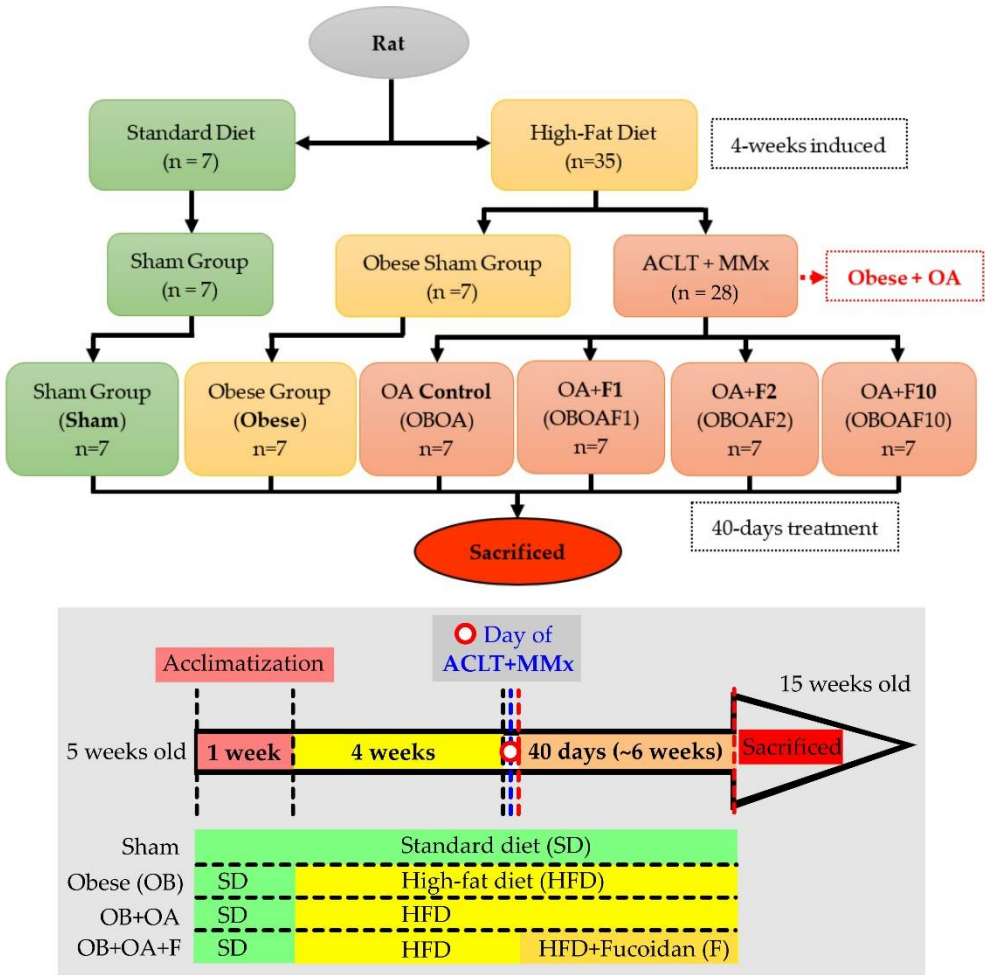 Rat
Standard Diet
(n = 7)
High-Fat Diet
(n=35)
4-weeks induced
Sham Group
(n = 7)
Obese Sham Group
(n =7)
ACLT + MMx
(n = 28)
Obese + OA
Sham Group
(Sham)
n=7
Obese Group
(Obese)
n=7
OA Control
(OBOA)
n=7
OA+F1
(OBOAF1)
n=7
OA+F2
(OBOAF2)
n=7
OA+F10
(OBOAF10)
n=7
40-days treatment
Sacrificed
Day of
ACLT+MMx
Acclimatization
15 weeks old
5 weeks old
1 week
4 weeks
40 days (~6 weeks)
Sacrificed
Sham
Standard diet (SD)
Obese (OB)
SD
High-fat diet (HFD)
OB+OA
SD
HFD
OB+OA+F
SD
HFD
HFD+Fucoidan (F)